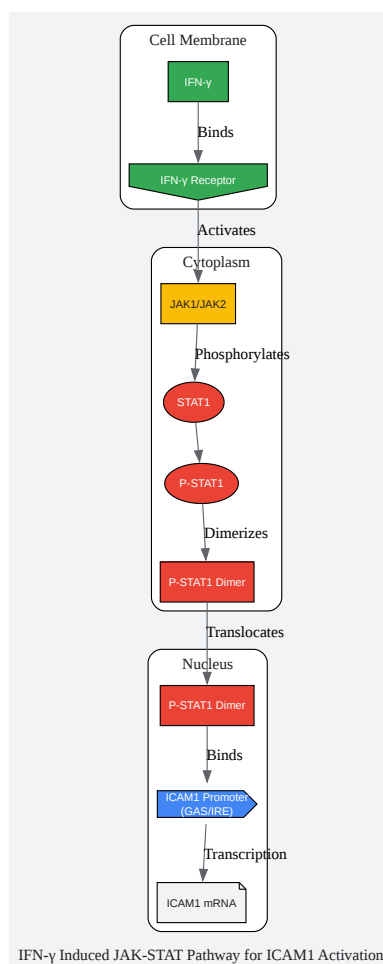 Cell Membrane
IFN-γ
Binds
IFN-γ Receptor
Activates
Cytoplasm
JAK1/JAK2
Phosphorylates
STAT1
P-STAT1
Dimerizes
P-STAT1 Dimer
Translocates
Nucleus
P-STAT1 Dimer
Binds
ICAM1 Promoter
(GAS/IRE)
Transcription
ICAM1 mRNA
IFN-γ Induced JAK-STAT Pathway for ICAM1 Activation